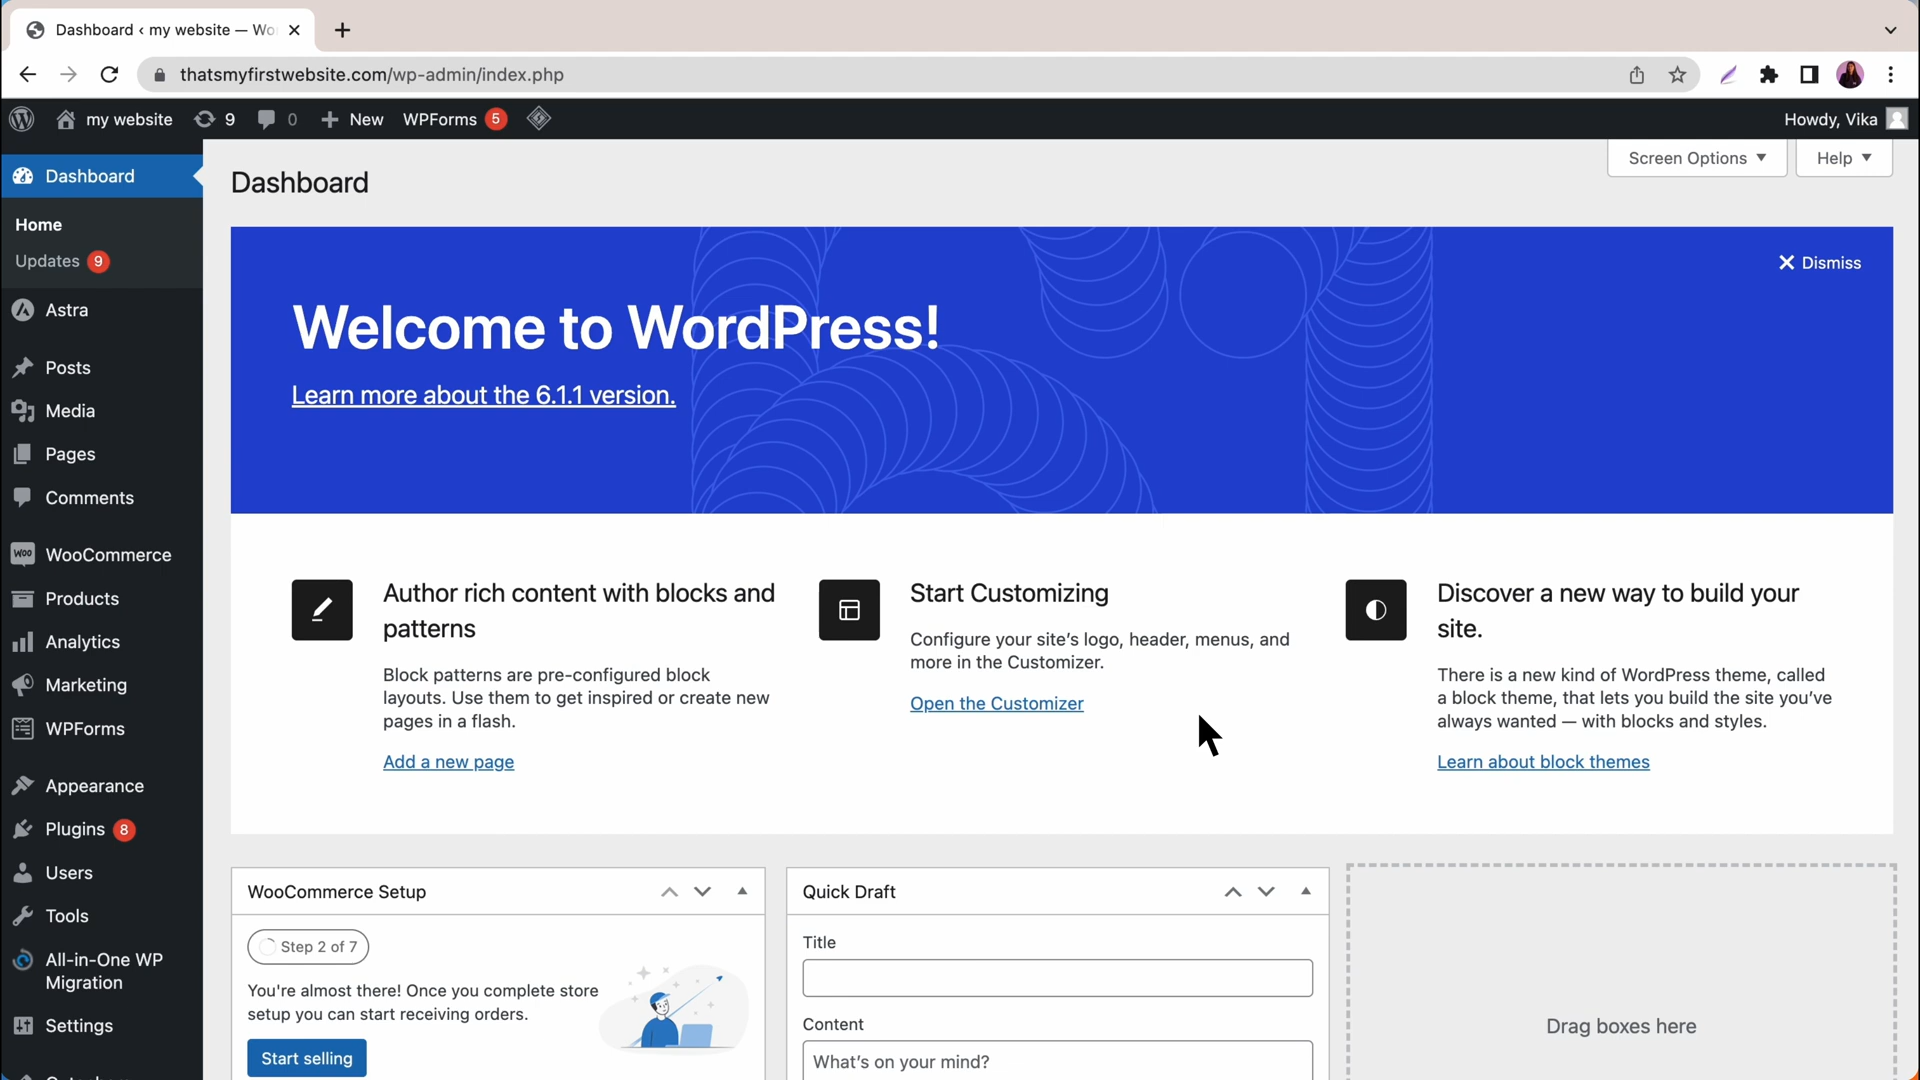 Dashboard ‹ my website — Wo
thatsmyfirstwebsite.com/wp-admin/index.php
my website 9 0 New WPForms 5
Howdy, Vika
Dashboard
Home
Updates 9
Astra
Posts
Media
Pages
Comments
WooCommerce
Products
Analytics
Marketing
WPForms
Appearance
Plugins 8
Users
Tools
All-in-One WP
Migration
Settings
Screen Options
Help
Dashboard
Dismiss
Welcome to WordPress!
Learn more about the 6.1.1 version.
Author rich content with blocks and
patterns
Block patterns are pre-configured block
layouts. Use them to get inspired or create new
pages in a flash.
Add a new page
Start Customizing
Configure your site's logo, header, menus, and
more in the Customizer.
Open the Customizer
Discover a new way to build your
site.
There is a new kind of WordPress theme, called
a block theme, that lets you build the site you've
always wanted — with blocks and styles.
Learn about block themes
WooCommerce Setup
Step 2 of 7
You're almost there! Once you complete store
setup you can start receiving orders.
Start selling
Quick Draft
Title
Content
What's on your mind?
Drag boxes here